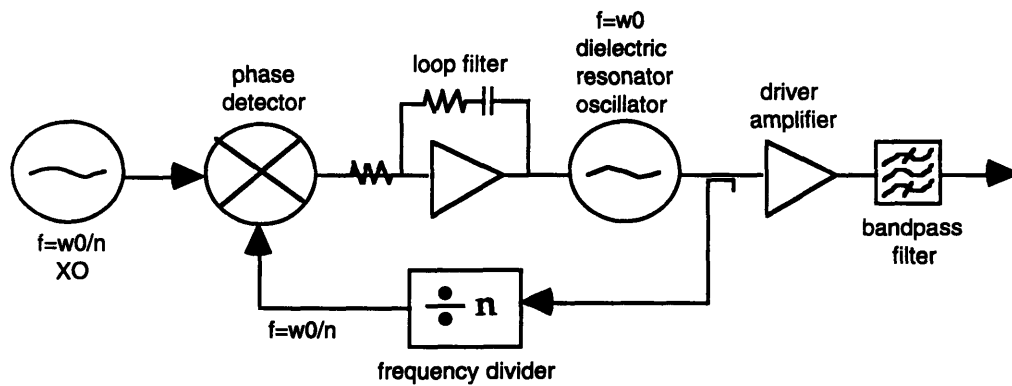 f=w0
dielectric
resonator
oscillator
loop filter
phase
detector
driver
amplifier
f=w0/n
XO
bandpass
filter
÷ n
f=w0/n
frequency divider